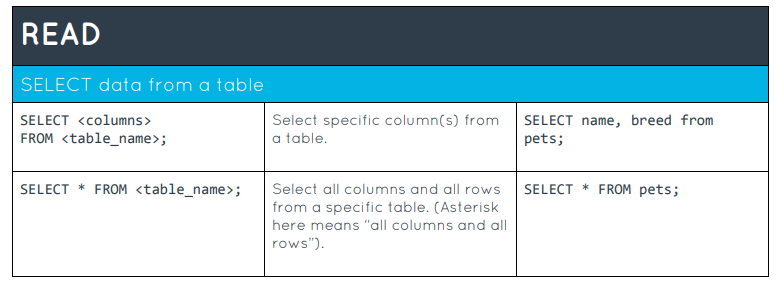 READ
SELECT data from a table
SELECT <columns>
FROM <table_name>;
Select specific column(s) from
a table.
SELECT name, breed from
pets;
SELECT * FROM <table_name>;
Select all columns and all rows
from a specific table. (Asterisk
here means “all columns and all
rows”).
SELECT * FROM pets;